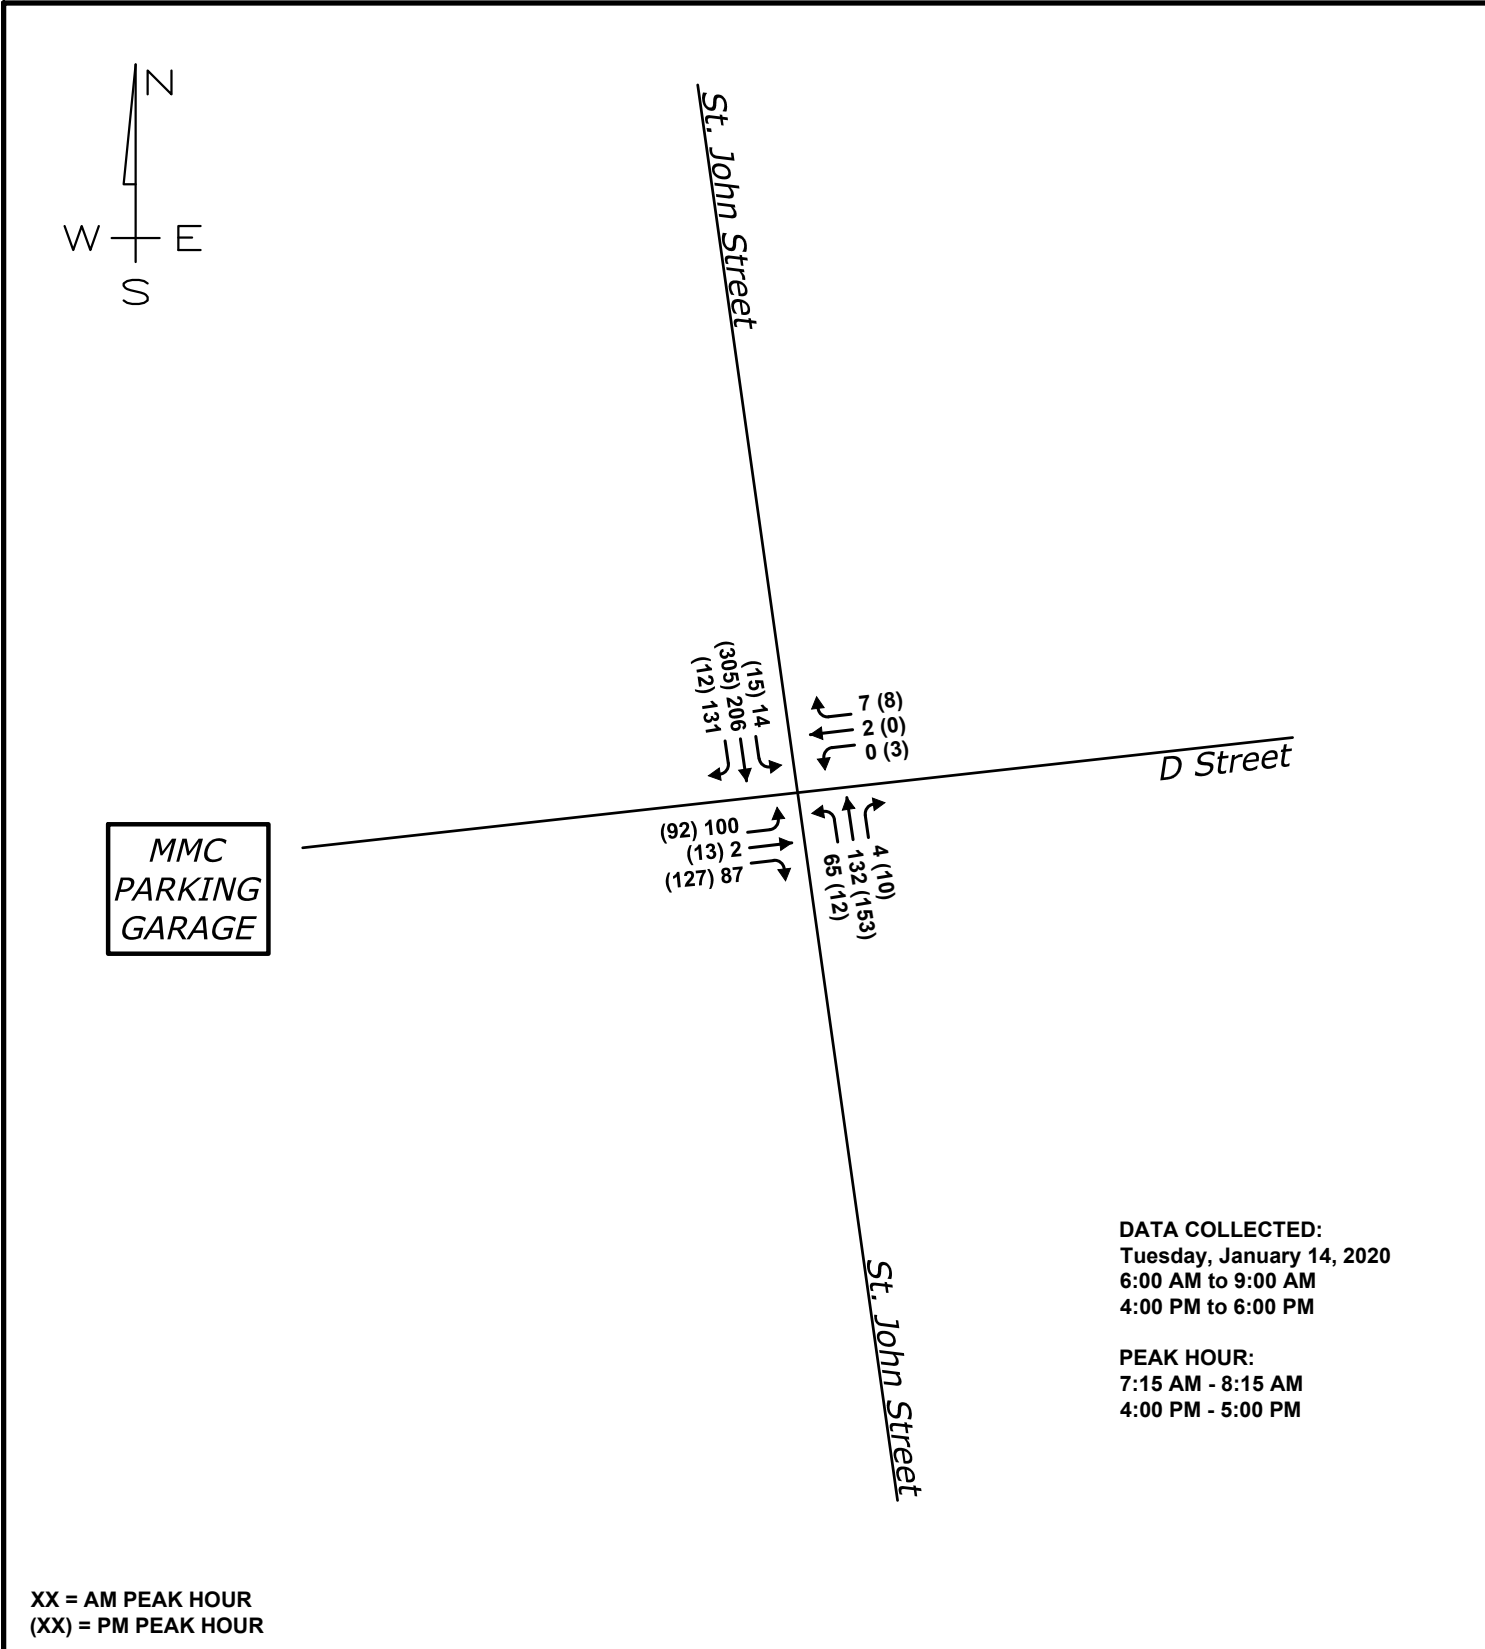 N
W E
S
St. John Street
(15) 14
(305) 206
(12) 131
7 (8)
2 (0)
0 (3)
D Street
MMC
PARKING
GARAGE
(92) 100
(13) 2
(127) 87
4 (10)
132 (153)
65 (12)
DATA COLLECTED:
Tuesday, January 14, 2020
6:00 AM to 9:00 AM
4:00 PM to 6:00 PM
PEAK HOUR:
7:15 AM - 8:15 AM
4:00 PM - 5:00 PM
St. John Street
XX = AM PEAK HOUR
(XX) = PM PEAK HOUR